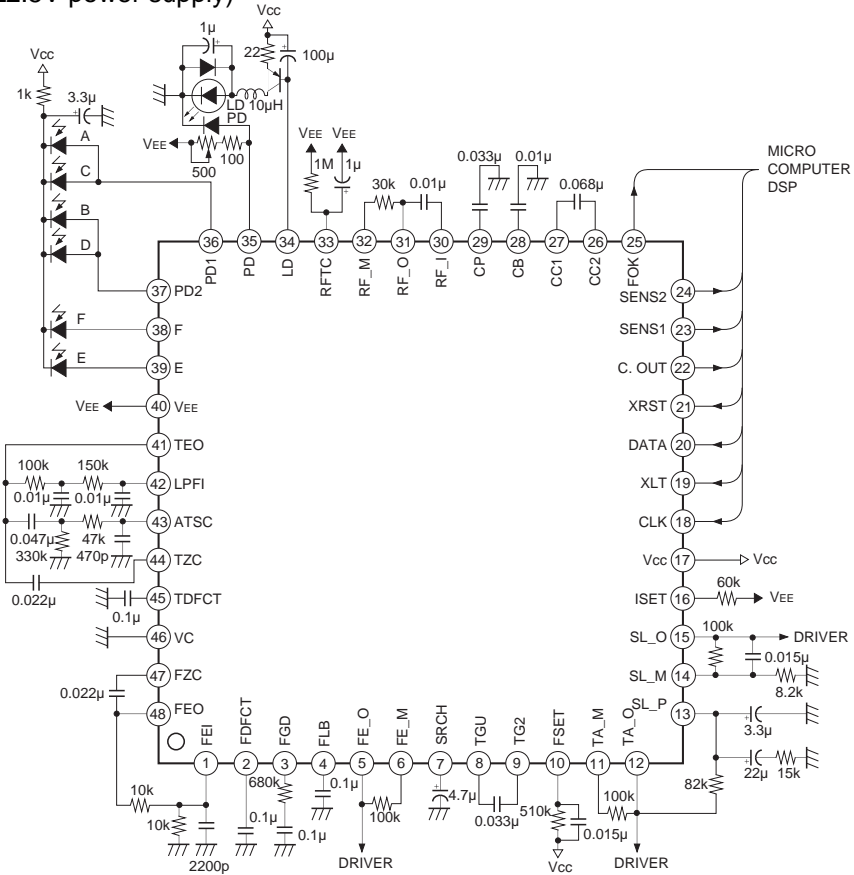 2.5V power supply)
Vcc
1k
3.3µ
A
C
B
D
F
E
1µ
Vcc
22
100µ
LD
10µH
PD
VEE
500
100
VEE
VEE
1M
1µ
30k
0.01µ
0.033µ
0.01µ
0.068µ
MICRO
COMPUTER
DSP
36
35
34
33
32
31
30
29
28
27
26
25
PD1
PD
LD
RFTC
RF_M
RF_O
RF_I
CP
CB
CC1
CC2
FOK
37 PD2
38 F
39 E
VEE 40 VEE
41 TEO
100k
150k
42 LPFI
0.01µ
0.01µ
43 ATSC
0.047µ
47k
330k
470p
44 TZC
0.022µ
45 TDFCT
0.1µ
46 VC
47 FZC
0.022µ
48 FEO
SENS2 24
SENS1 23
C. OUT 22
XRST 21
DATA 20
XLT 19
CLK 18
Vcc 17 Vcc
60k
ISET 16 VEE
100k
SL_O 15 DRIVER
0.015µ
SL_M 14
8.2k
SL_P
13
3.3µ
22µ
15k
82k
FEI
FDFCT
FGD
FLB
FE_O
FE_M
SRCH
TGU
TG2
FSET
TA_M
TA_O
1
2
3
4
5
6
7
8
9
10
11
12
10k
10k
2200p
0.1µ
680k
0.1µ
0.1µ
100k
DRIVER
4.7µ
0.033µ
510k
0.015µ
Vcc
100k
DRIVER